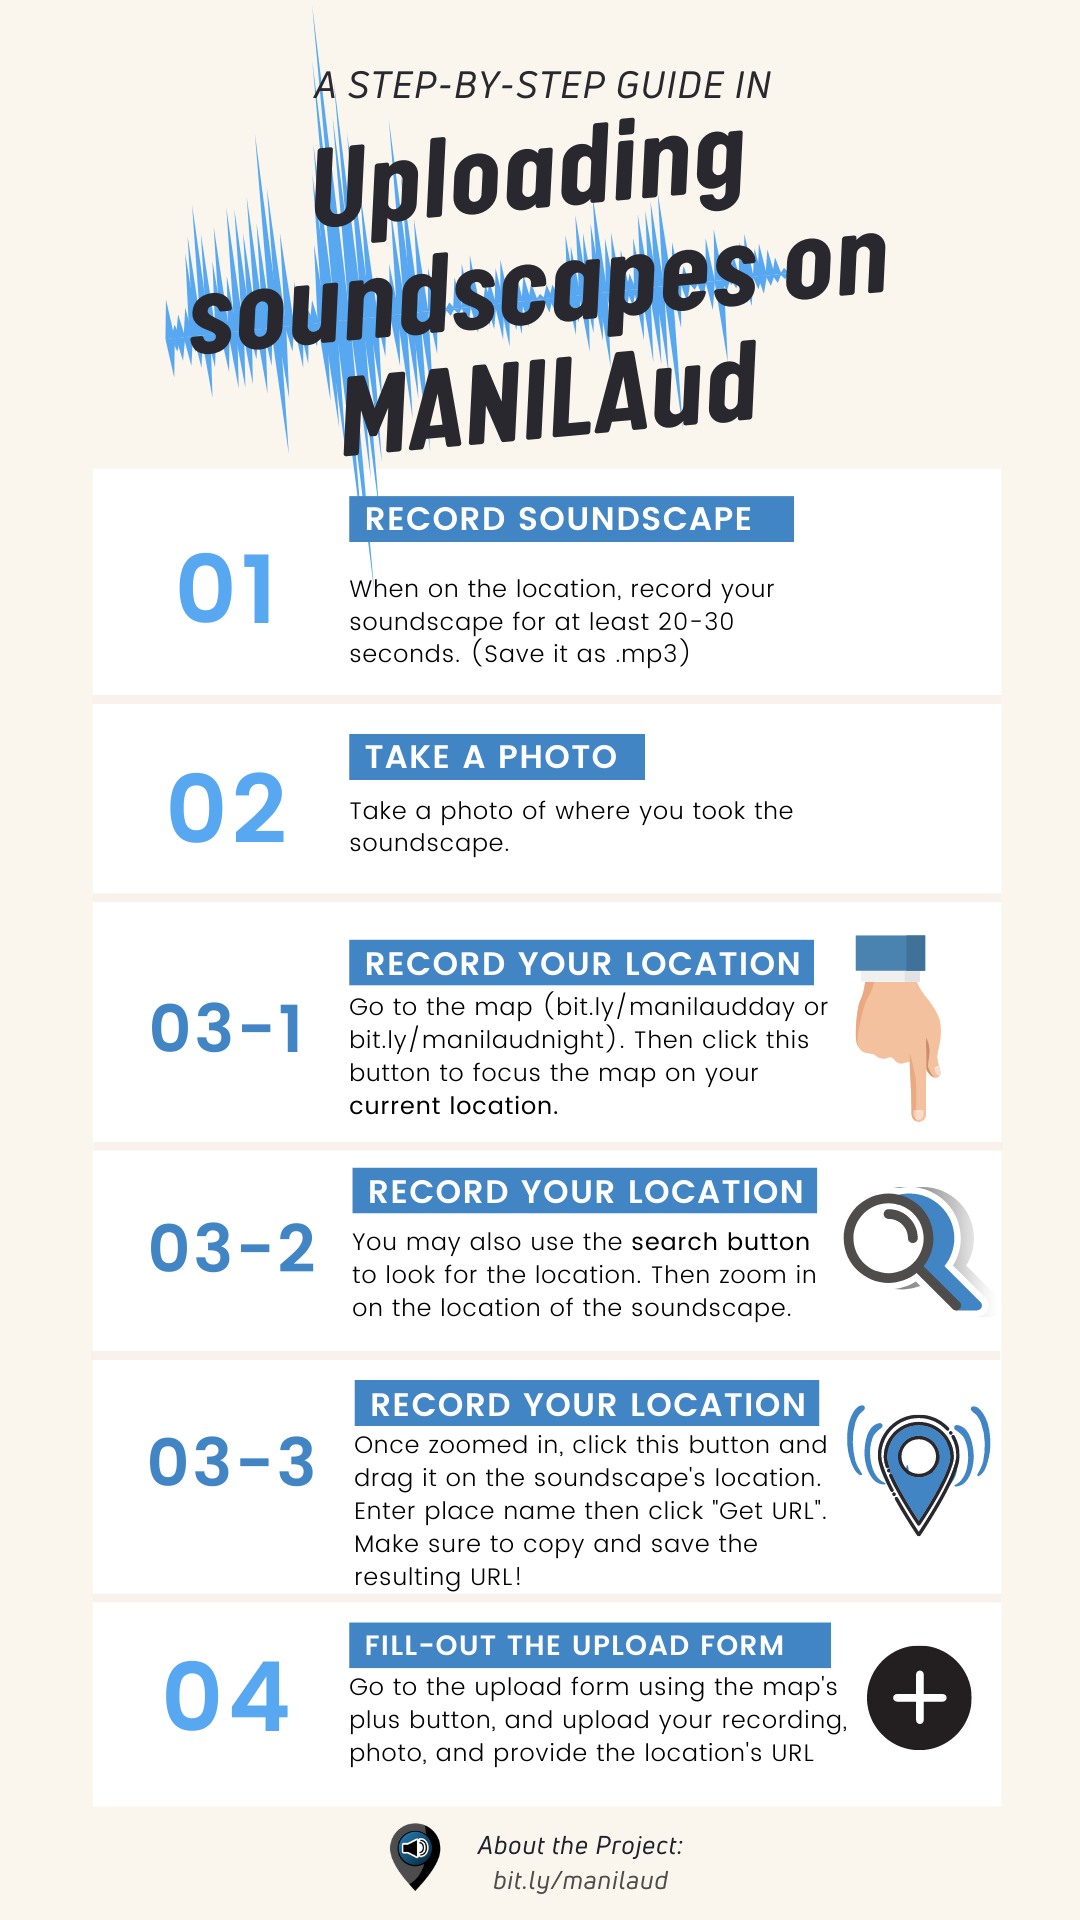 A STEP-BY-STEP GUIDE IN
Uploading
soundscapes on
MANILAud
01
RECORD SOUNDSCAPE
When on the location, record your
soundscape for at least 20-30
seconds. (Save it as .mp3)
02
TAKE A PHOTO
Take a photo of where you took the
soundscape.
03-1
RECORD YOUR LOCATION
Go to the map (bit.ly/manilaudday or
bit.ly/manilaudnight). Then click this
button to focus the map on your
current location.
03-2
RECORD YOUR LOCATION
You may also use the search button
to look for the location. Then zoom in
on the location of the soundscape.
03-3
RECORD YOUR LOCATION
Once zoomed in, click this button and
drag it on the soundscape's location.
Enter place name then click "Get URL".
Make sure to copy and save the
resulting URL!
04
FILL-OUT THE UPLOAD FORM
Go to the upload form using the map's
plus button, and upload your recording,
photo, and provide the location's URL
About the Project:
bit.ly/manilaud